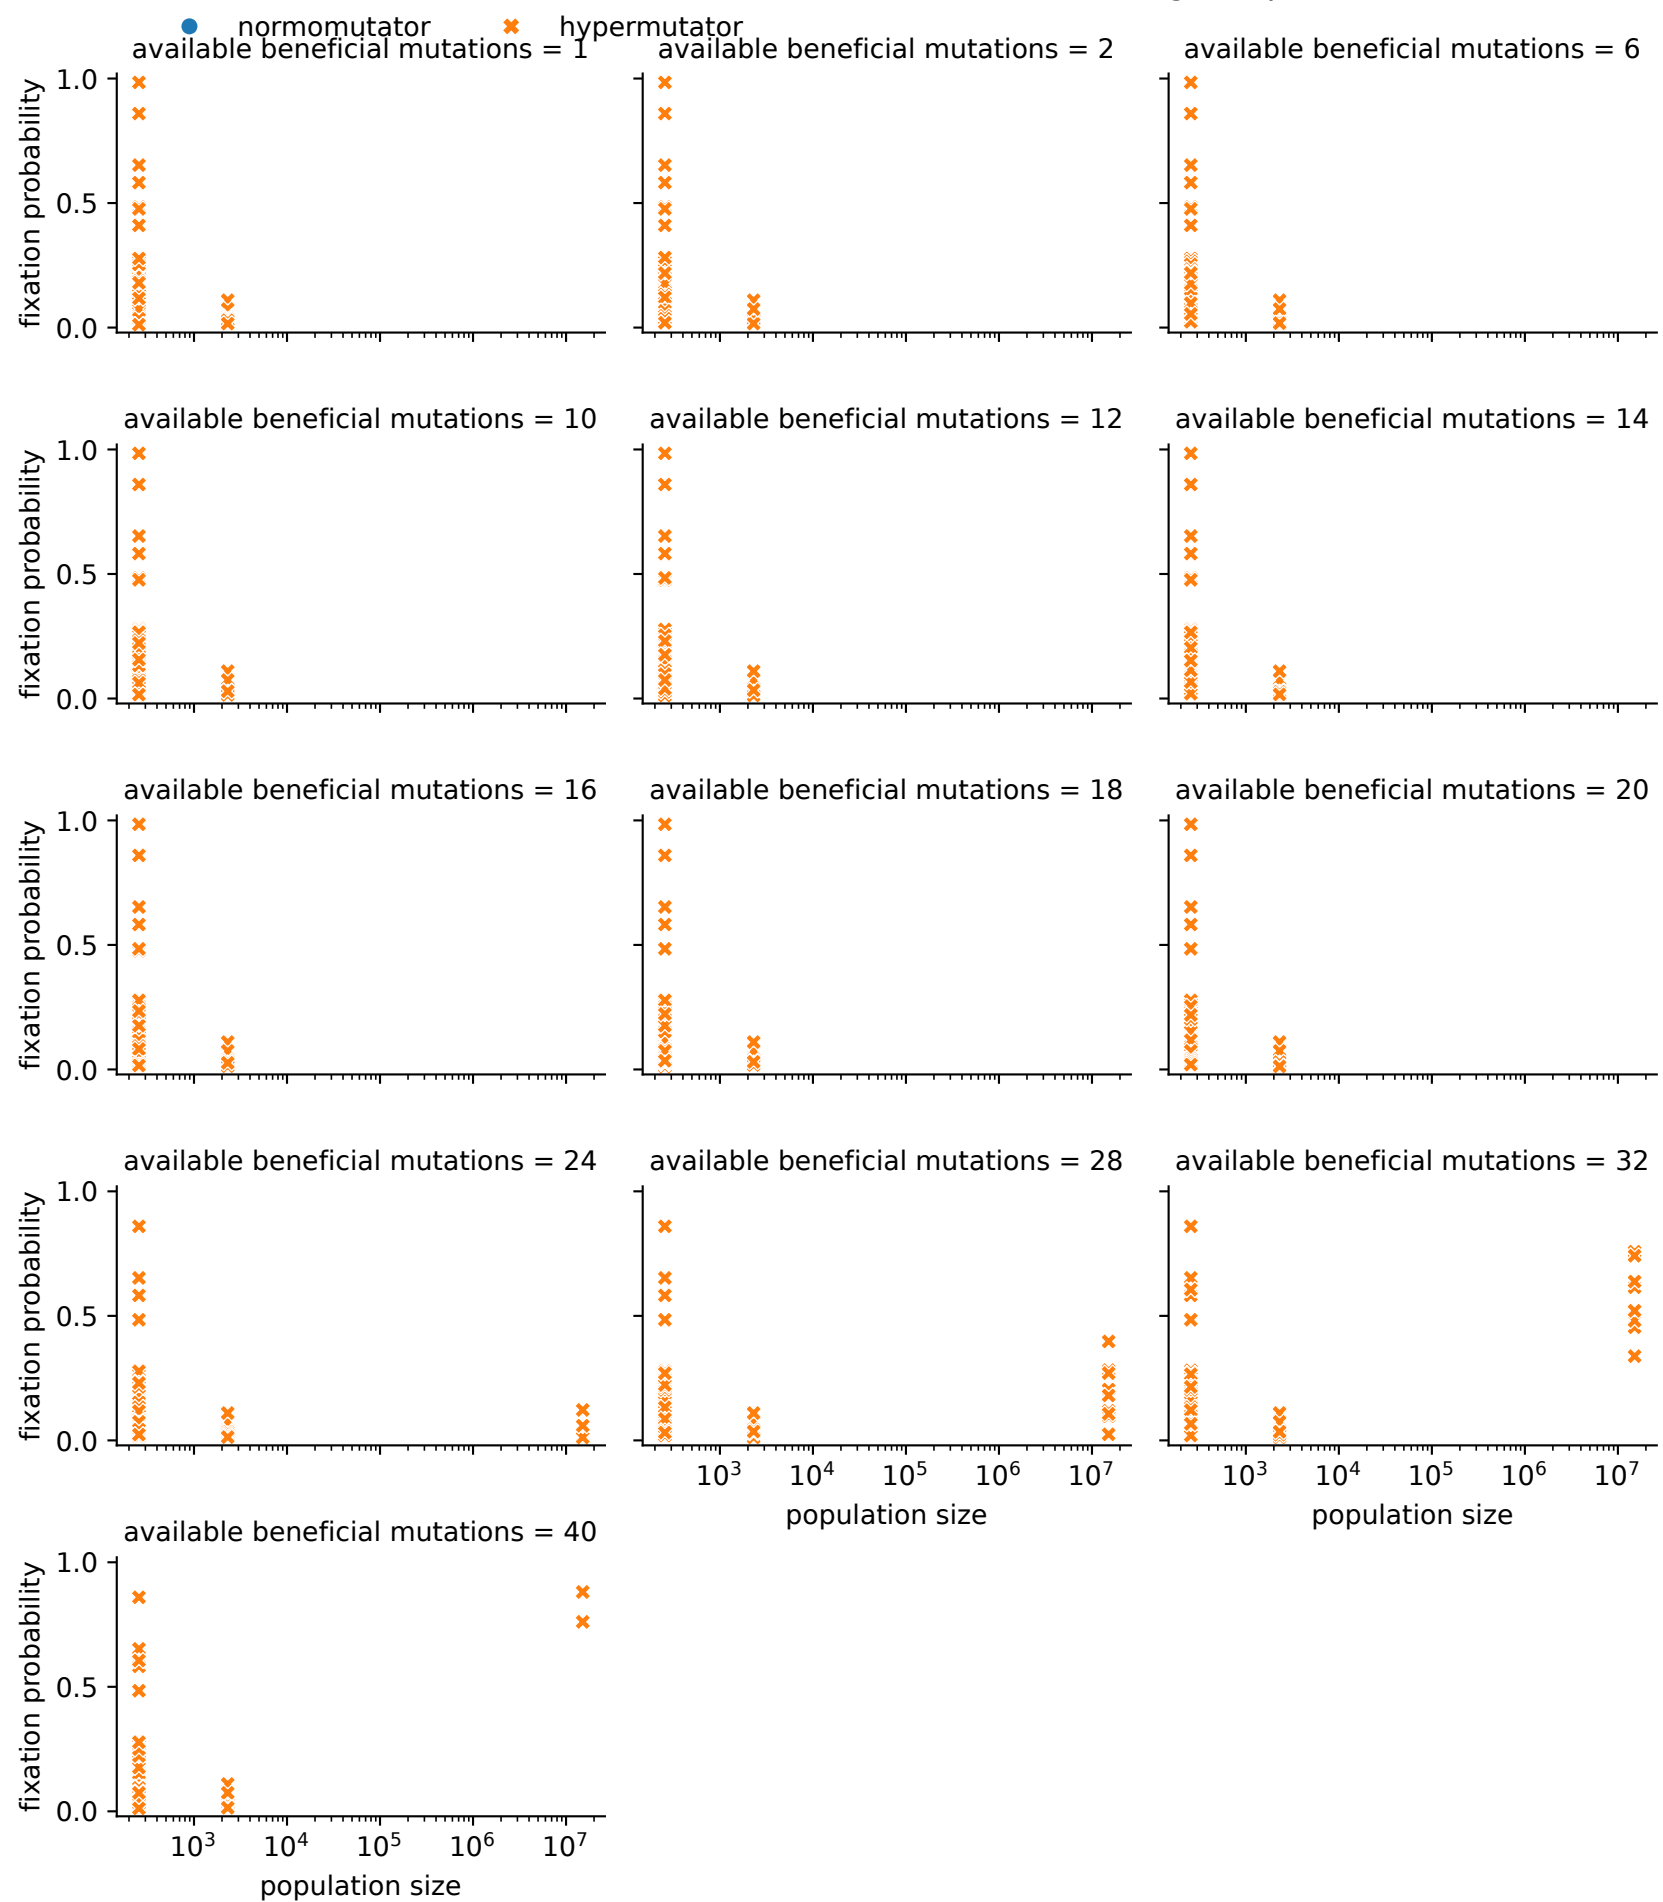 normomutator hypermutator
available beneficial mutations = 1 available beneficial mutations = 2 available beneficial mutations = 6
fixation probability
1.0
0.5
0.0
available beneficial mutations = 10 available beneficial mutations = 12 available beneficial mutations = 14
fixation probability
1.0
0.5
0.0
available beneficial mutations = 16 available beneficial mutations = 18 available beneficial mutations = 20
fixation probability
1.0
0.5
0.0
available beneficial mutations = 24 available beneficial mutations = 28 available beneficial mutations = 32
fixation probability
1.0
0.5
0.0
10³ 10⁴ 10⁵ 10⁶ 10⁷ 10³ 10⁴ 10⁵ 10⁶ 10⁷
population size population size
available beneficial mutations = 40
fixation probability
1.0
0.5
0.0
10³ 10⁴ 10⁵ 10⁶ 10⁷
population size